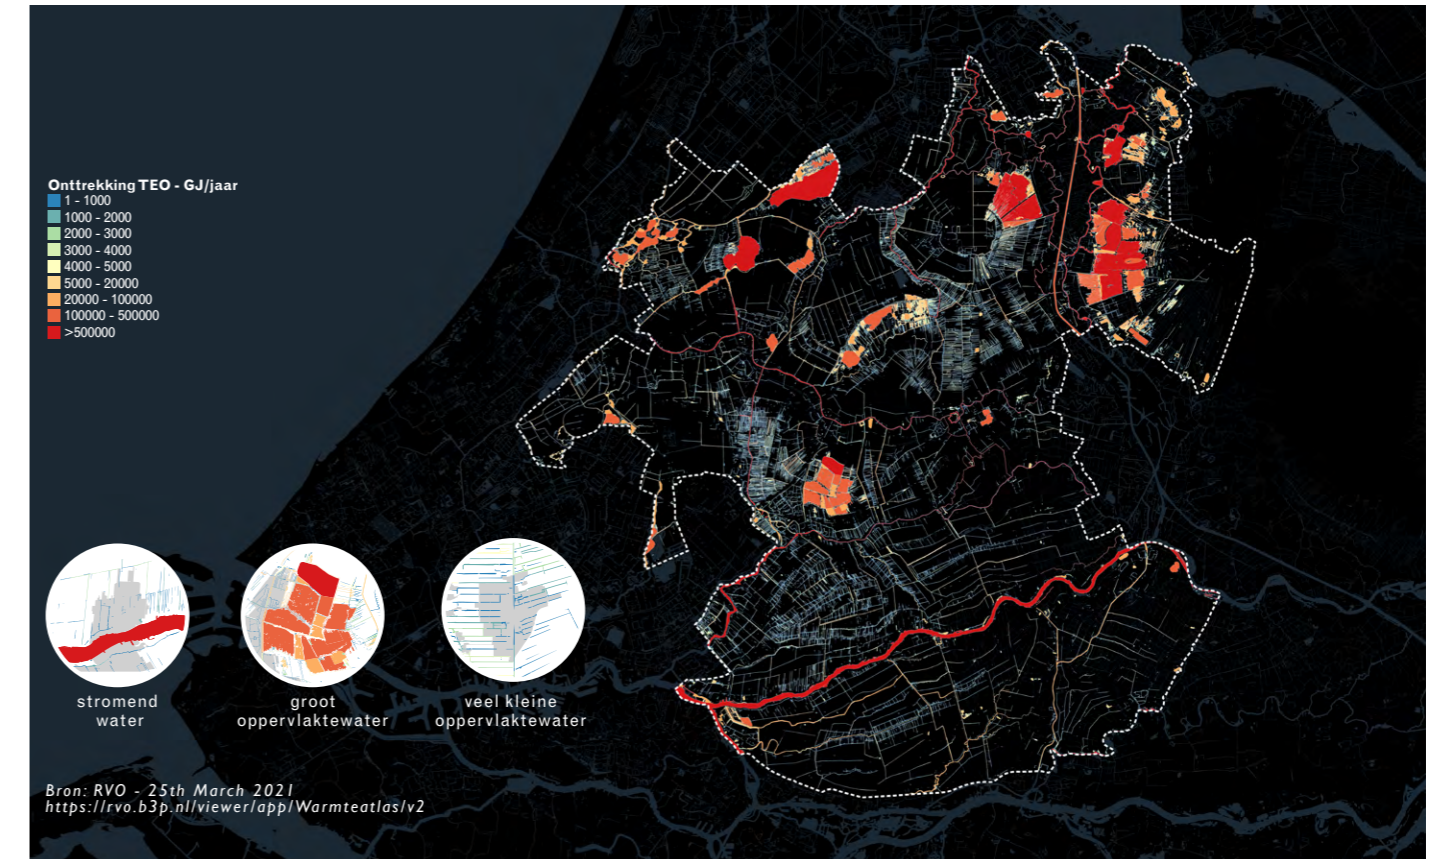 Onttrekking TEO - GJ/jaar
1 - 1000
1000 - 2000
2000 - 3000
3000 - 4000
4000 - 5000
5000 - 20000
20000 - 100000
100000 - 500000
>500000
stromend
water
groot
oppervlaktewater
veel kleine
oppervlaktewater
Bron: RVO - 25th March 2021
https://rvo.b3p.nl/viewer/app/Warmteatlas/v2